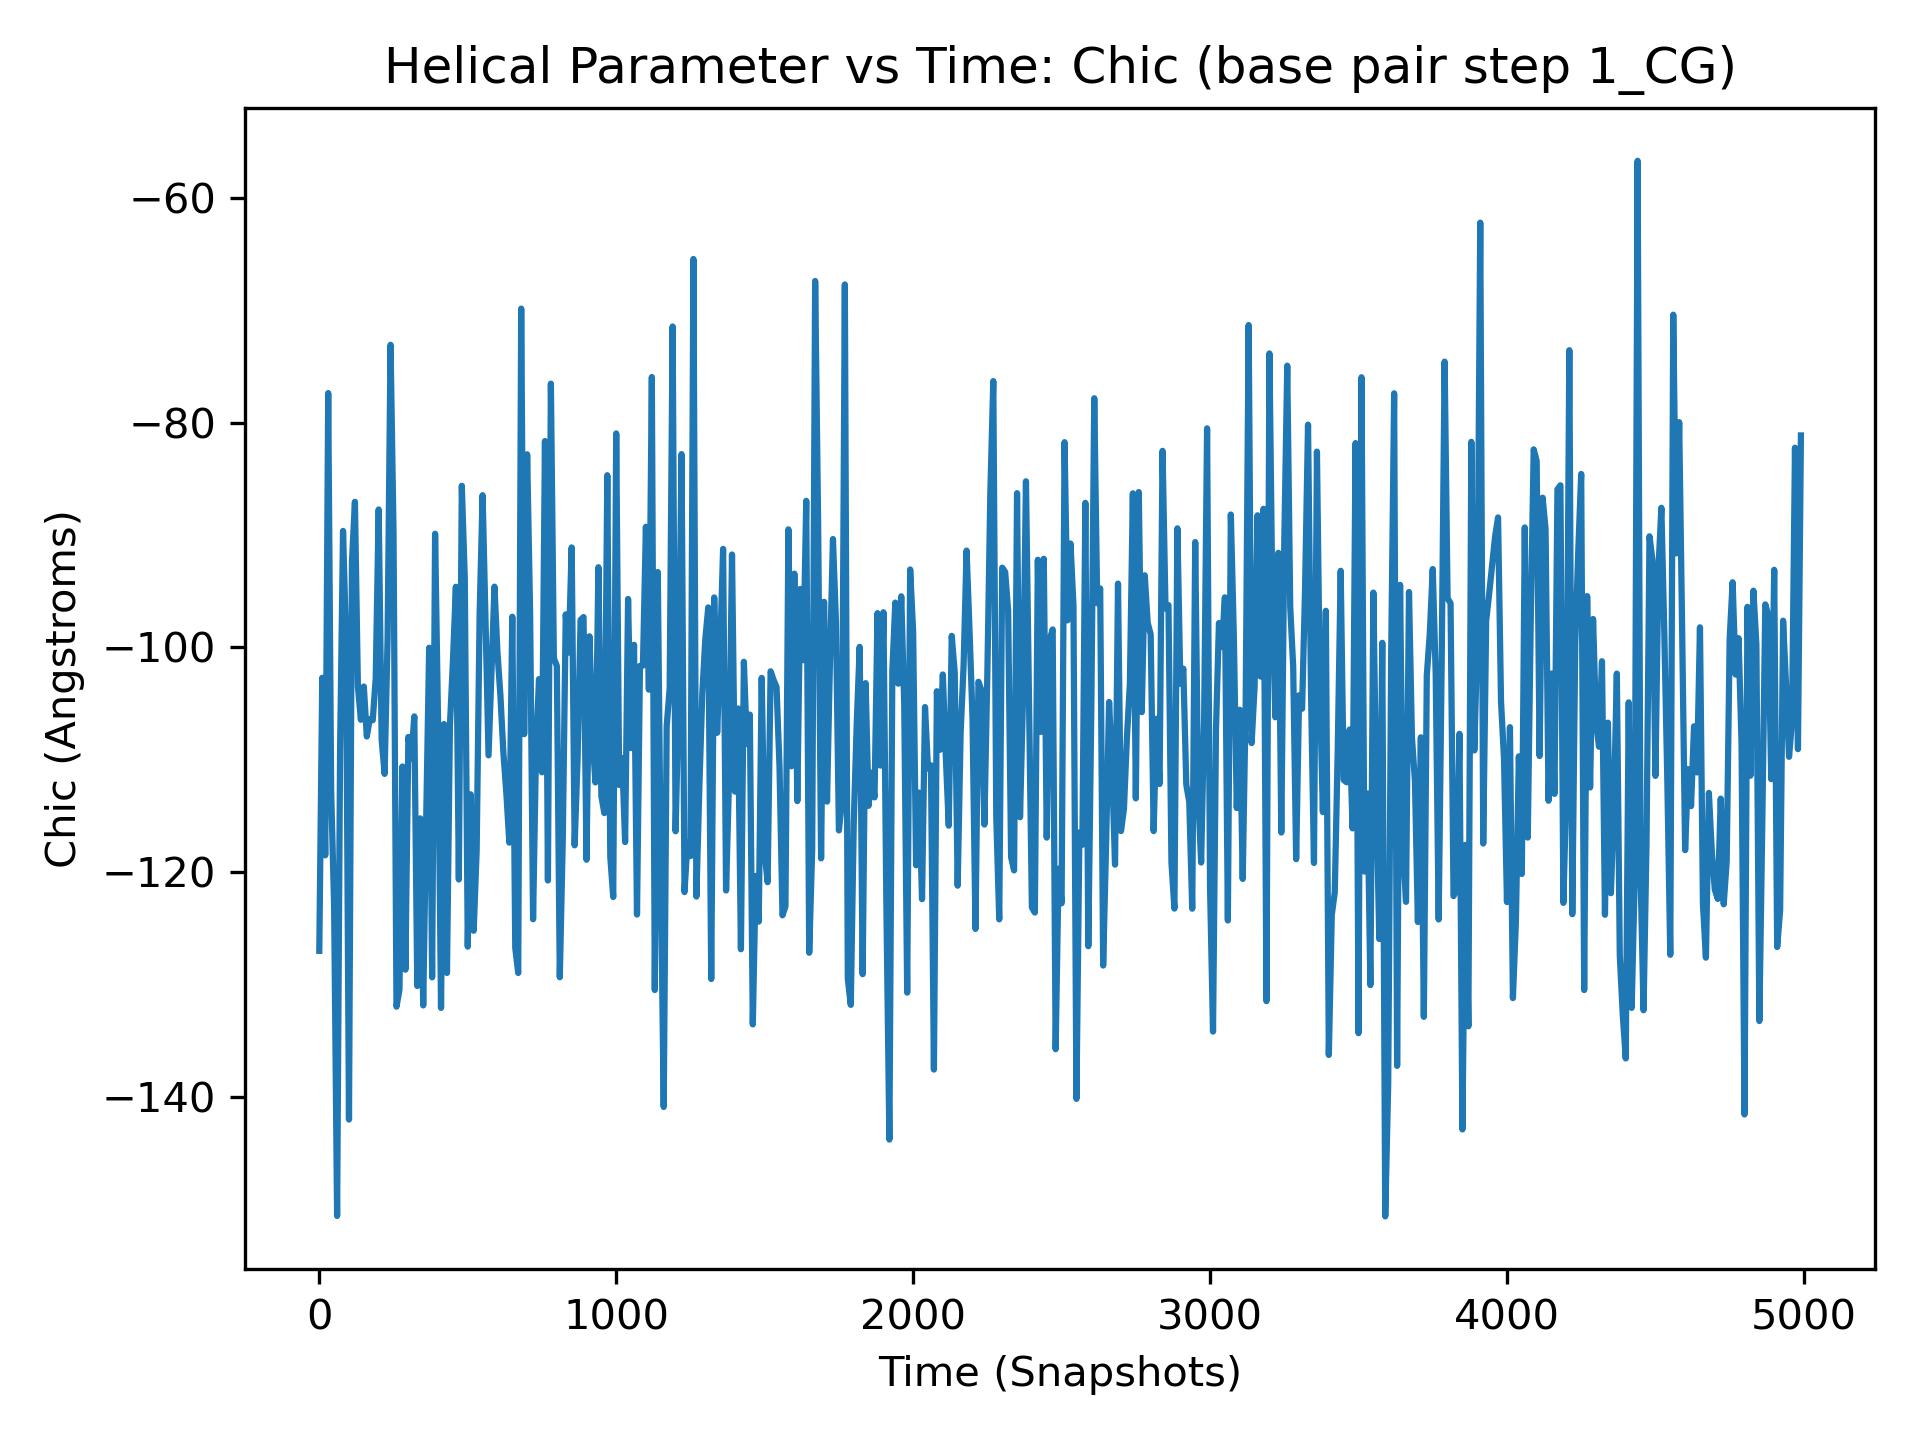 Helical Parameter vs Time: Chic (base pair step 1_CG)
Chic (Angstroms)
−60
−80
−100
−120
−140
0 1000 2000 3000 4000 5000
Time (Snapshots)